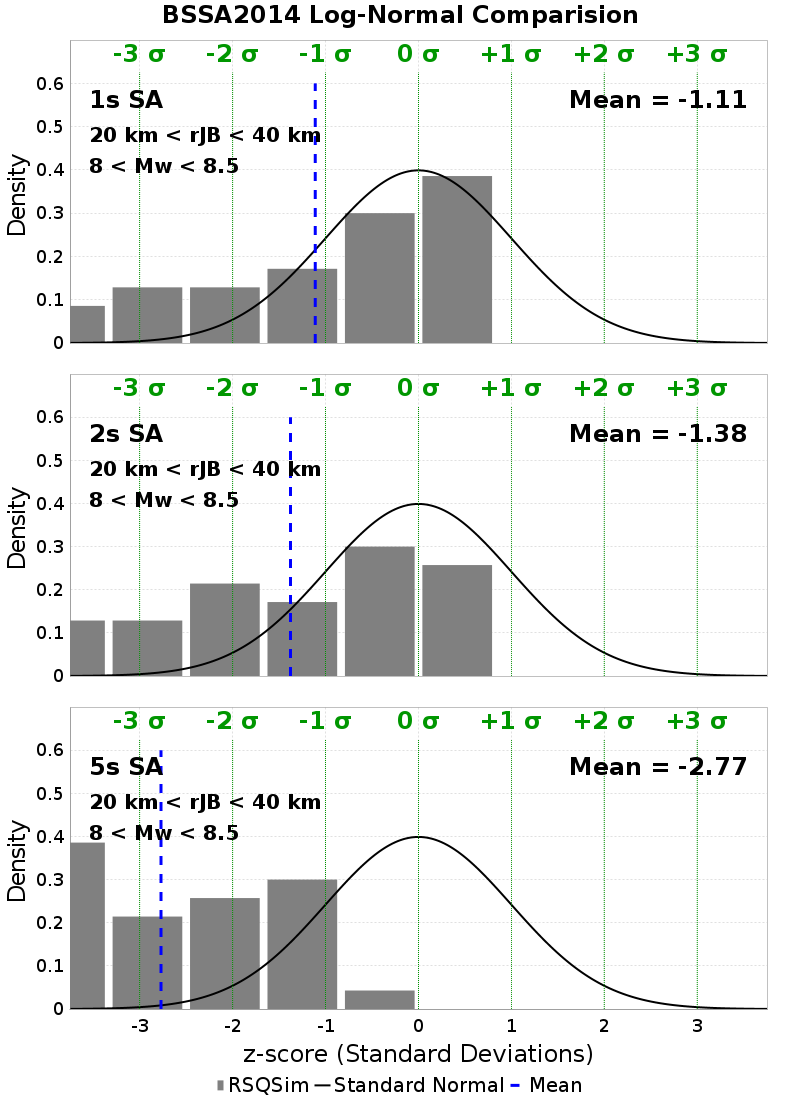 BSSA2014 Log-Normal Comparision
-3 σ -2 σ -1 σ 0 σ +1 σ +2 σ +3 σ
1s SA Mean = -1.11
20 km < rJB < 40 km
8 < Mw < 8.5
Density
0.6
0.5
0.4
0.3
0.2
0.1
0
-3 σ -2 σ -1 σ 0 σ +1 σ +2 σ +3 σ
2s SA Mean = -1.38
20 km < rJB < 40 km
8 < Mw < 8.5
Density
0.6
0.5
0.4
0.3
0.2
0.1
0
-3 σ -2 σ -1 σ 0 σ +1 σ +2 σ +3 σ
5s SA Mean = -2.77
20 km < rJB < 40 km
8 < Mw < 8.5
Density
0.6
0.5
0.4
0.3
0.2
0.1
0
-3 -2 -1 0 1 2 3
z-score (Standard Deviations)
RSQSim Standard Normal Mean